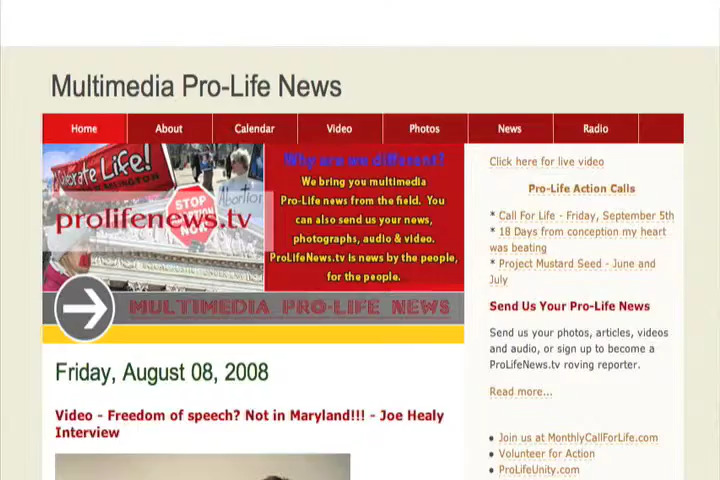 Multimedia Pro-Life News
Home About Calendar Video Photos News Radio
Celebrate Life!
ARLINGTON
STOP
ABORTION
NOW
Abortion
prolifenews.tv
Why are we different?
We bring you multimedia
Pro-Life news from the field. You
can also send us your news,
photographs, audio & video.
ProLifeNews.tv is news by the people,
for the people.
MULTIMEDIA PRO-LIFE NEWS
Friday, August 08, 2008
Video - Freedom of speech? Not in Maryland!!! - Joe Healy
Interview
Click here for live video
Pro-Life Action Calls
* Call For Life - Friday, September 5th
* 18 Days from conception my heart
was beating
* Project Mustard Seed - June and
July
Send Us Your Pro-Life News
Send us your photos, articles, videos
and audio, or sign up to become a
ProLifeNews.tv roving reporter.
Read more...
Join us at MonthlyCallForLife.com
Volunteer for Action
ProLifeUnity.com